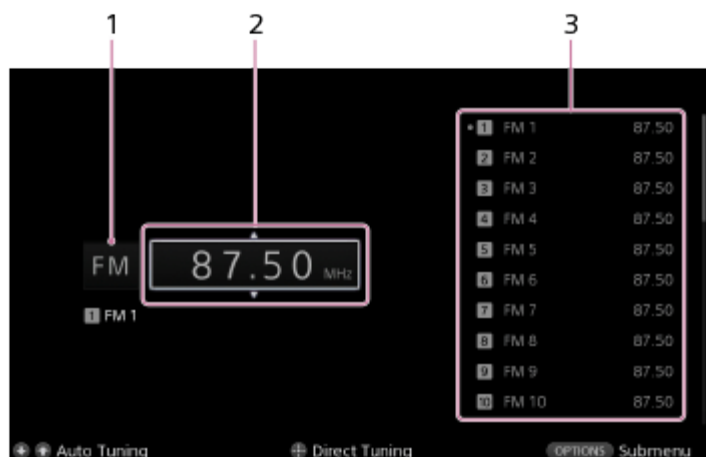 1 2 3
FM 87.50 MHz
1 FM 1
1 FM 1 87.50
2 FM 2 87.50
3 FM 3 87.50
4 FM 4 87.50
5 FM 5 87.50
6 FM 6 87.50
7 FM 7 87.50
8 FM 8 87.50
9 FM 9 87.50
10 FM 10 87.50
Auto Tuning Direct Tuning OPTIONS Submenu